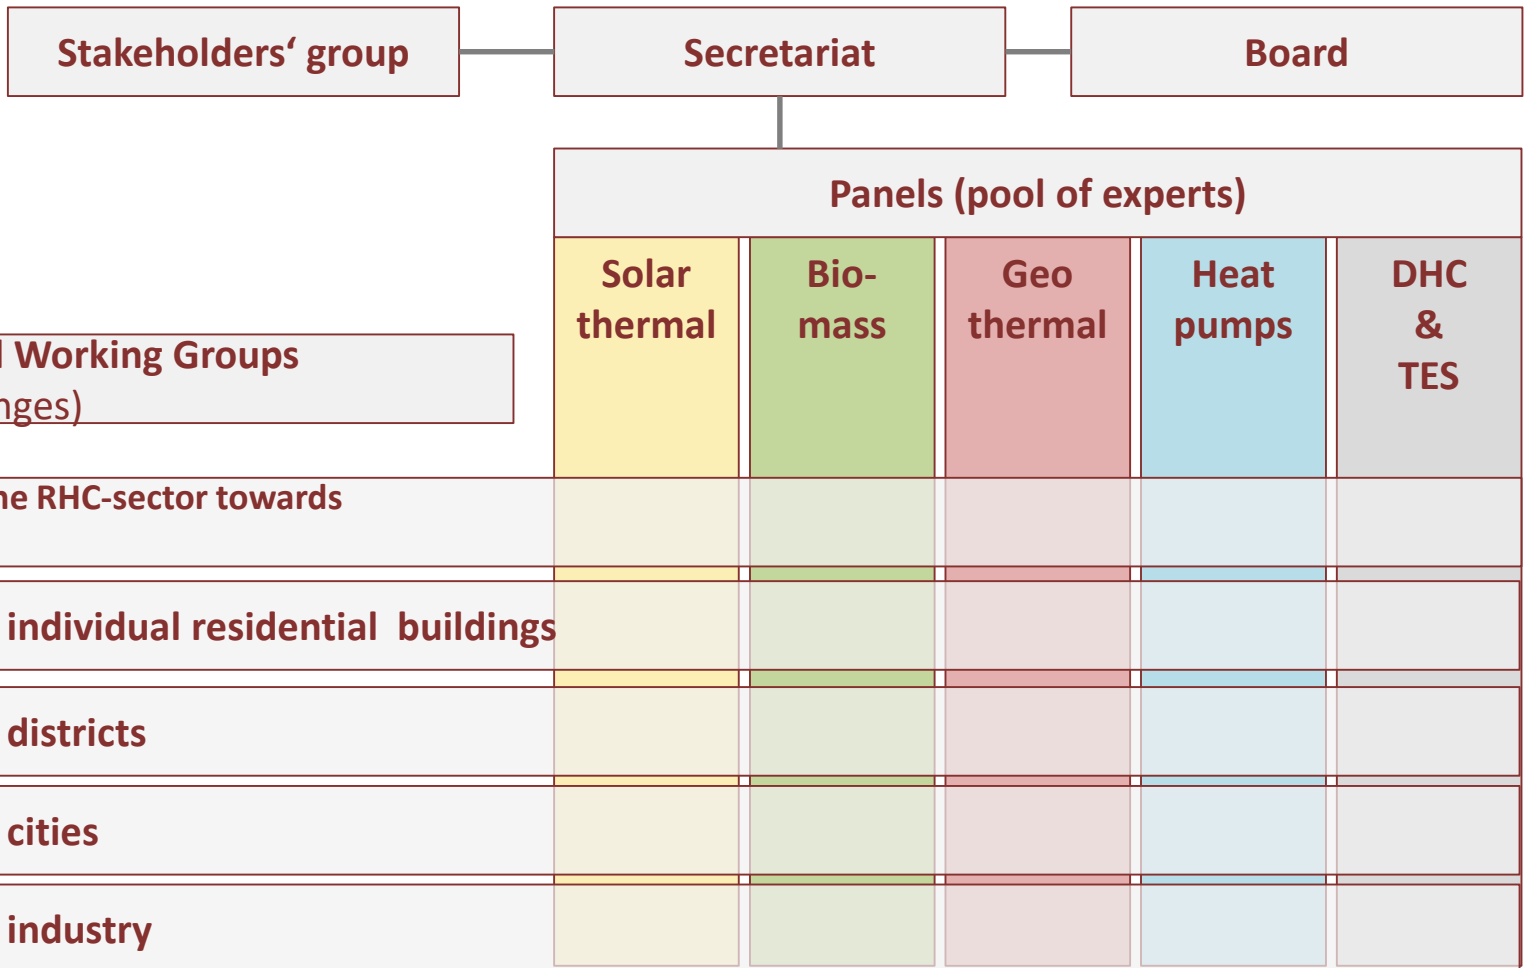 Stakeholders‘ group
Secretariat
Board
Panels (pool of experts)
Solar
thermal
Bio-
mass
Geo
thermal
Heat
pumps
DHC
&
TES
Working Groups
RHC-sector towards
individual residential  buildings
districts
cities
industry